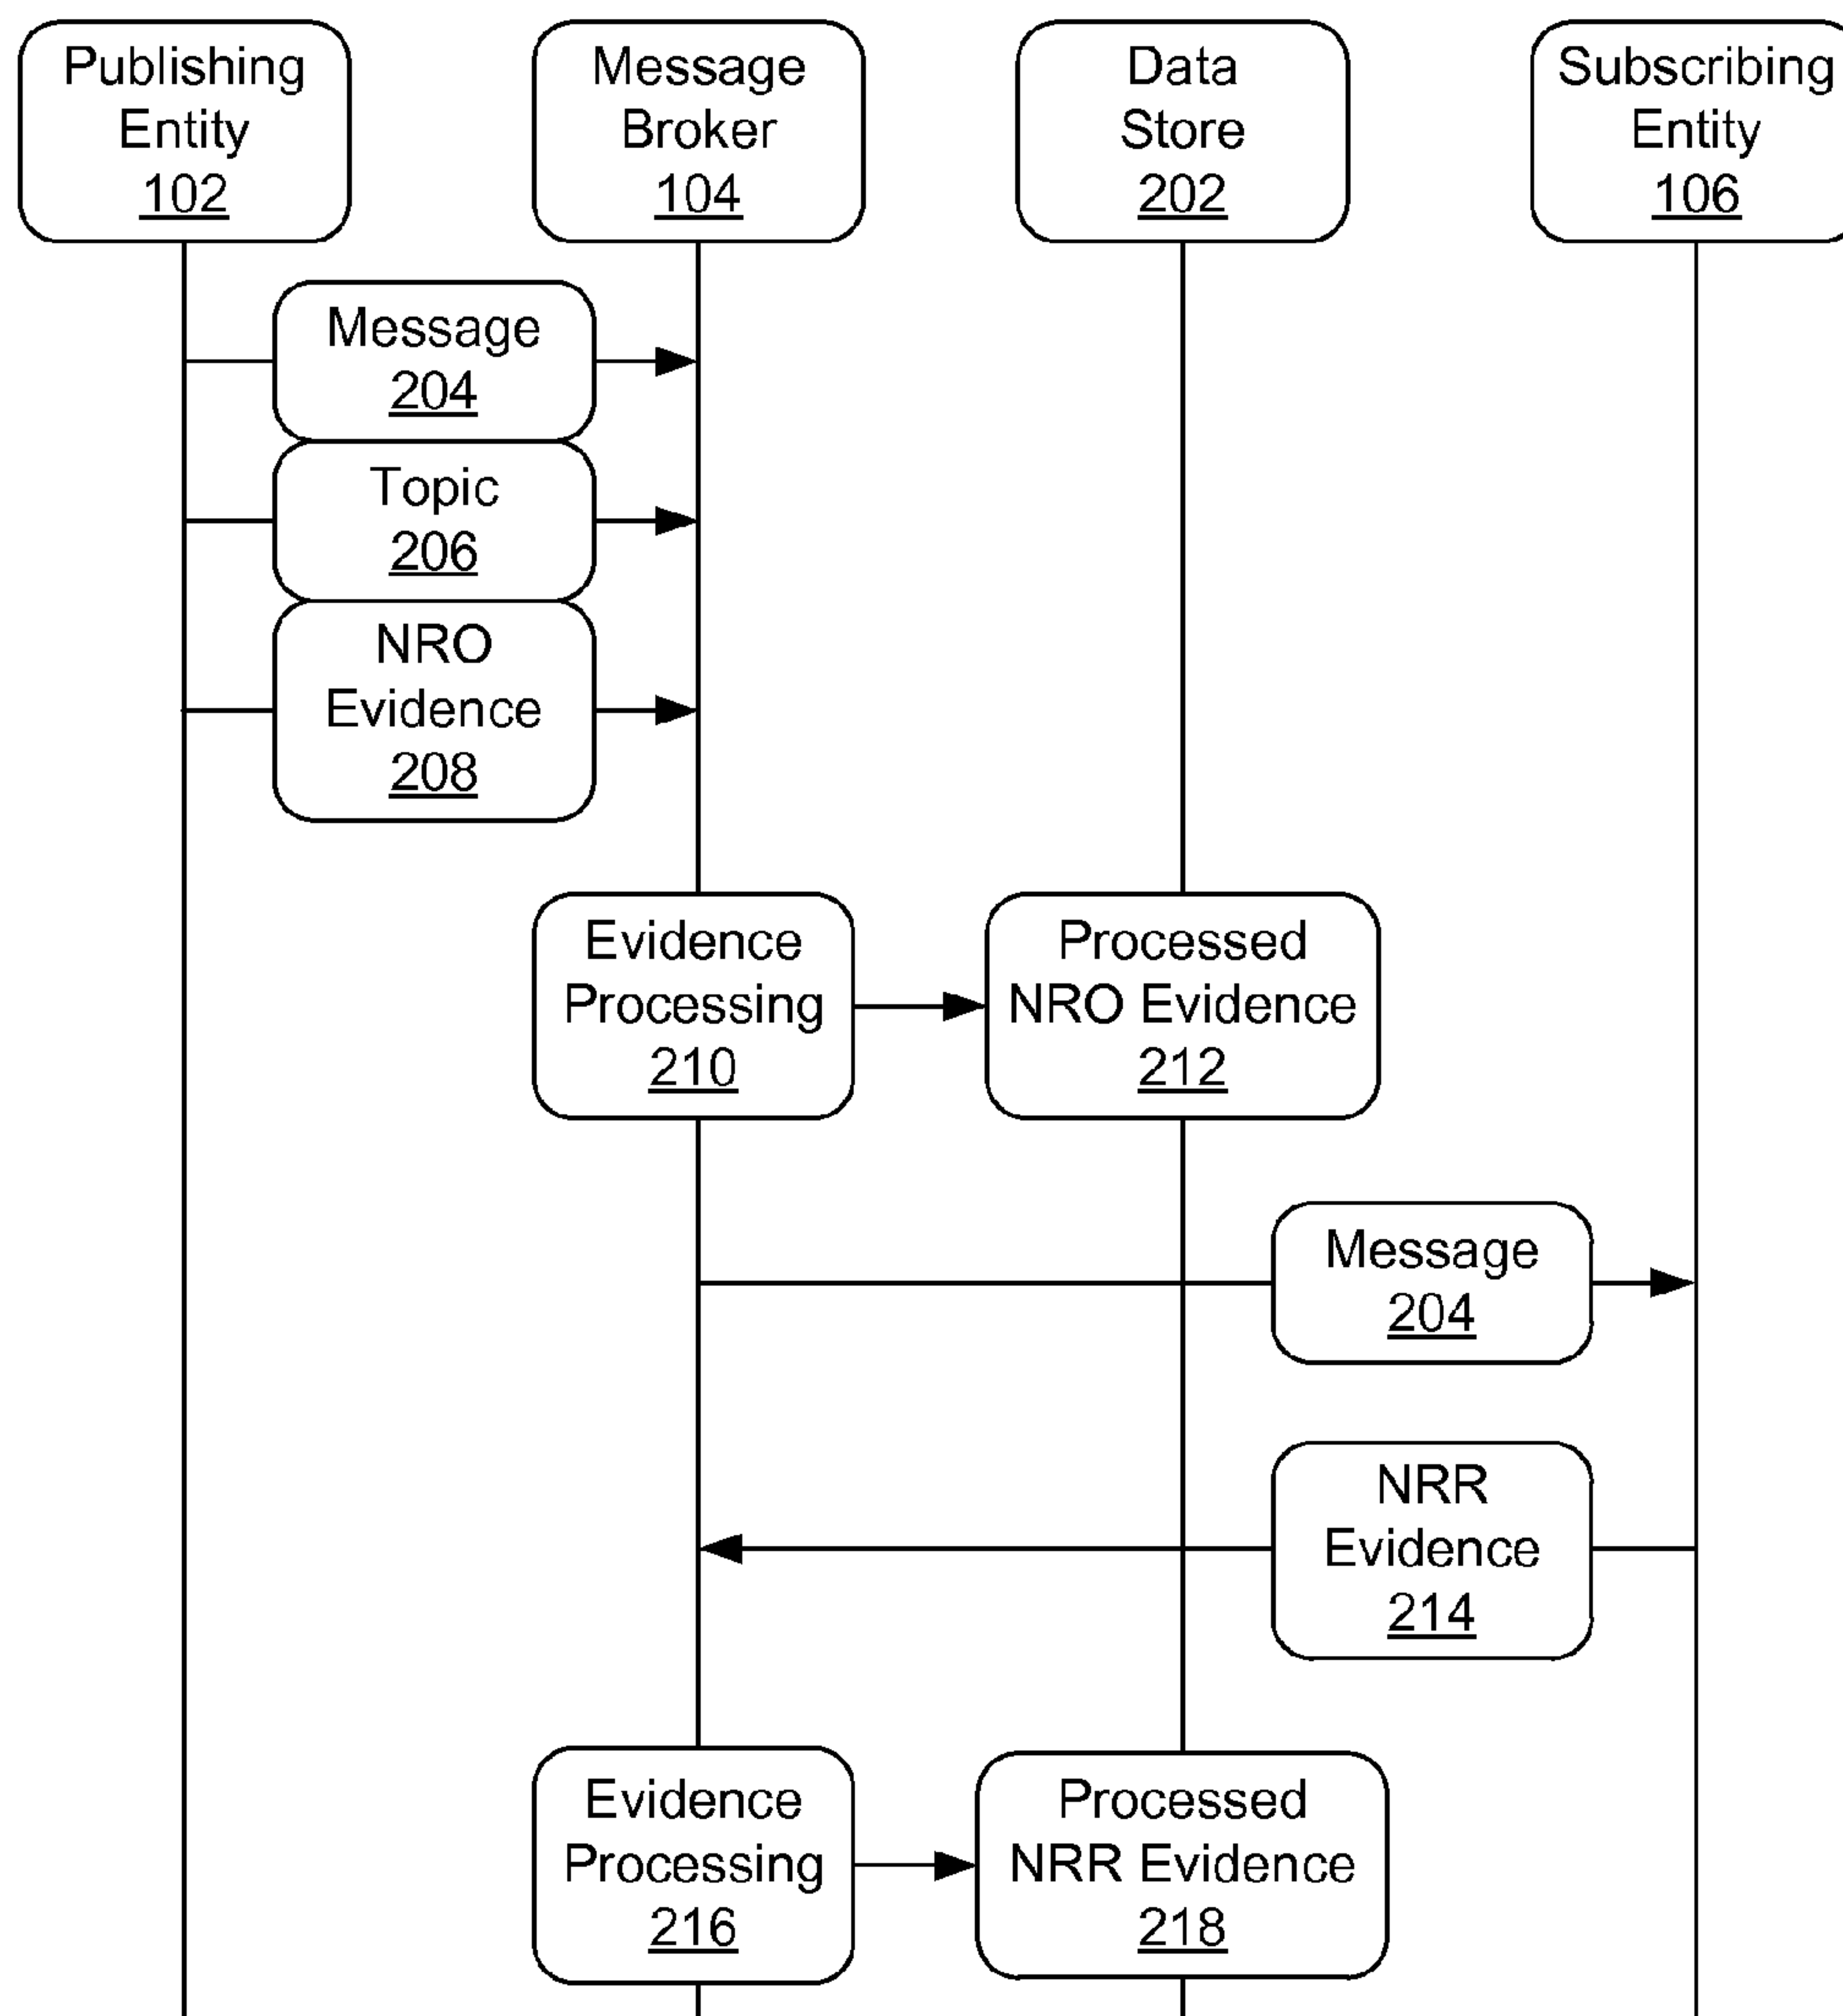 Publishing
Entity
102
Message
Broker
104
Data
Store
202
Subscribing
Entity
106
Message
204
Topic
206
NRO
Evidence
208
Evidence
Processing
210
Processed
NRO Evidence
212
Message
204
NRR
Evidence
214
Evidence
Processing
216
Processed
NRR Evidence
218